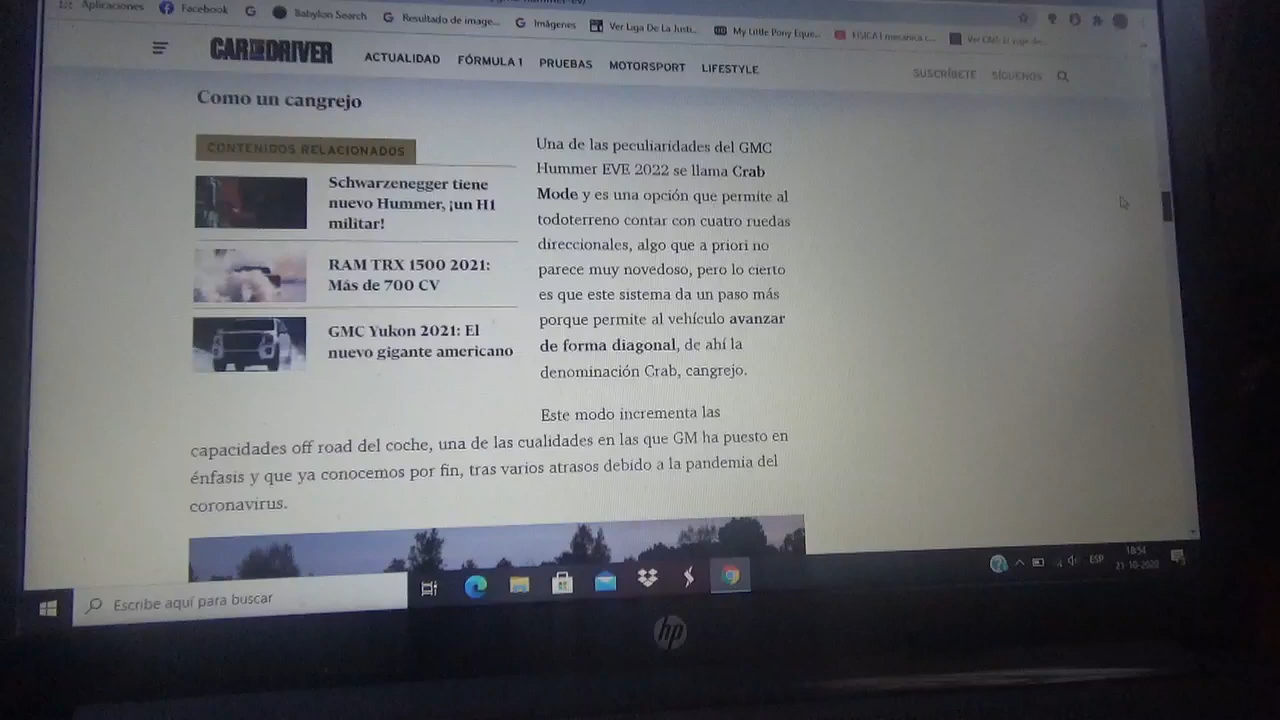 Aplicaciones
Facebook
G
Babylon Search
G Resultado de image...
G Imágenes
Ver Liga De La Justi...
My Little Pony Eque...
FISICA I mecánica c...
CAR AND DRIVER
ACTUALIDAD
FÓRMULA 1
PRUEBAS
MOTORSPORT
LIFESTYLE
SUSCRÍBETE
SÍGUENOS
Como un cangrejo
CONTENIDOS RELACIONADOS
Schwarzenegger tiene
nuevo Hummer, ¡un H1
militar!
RAM TRX 1500 2021:
Más de 700 CV
GMC Yukon 2021: El
nuevo gigante americano
Una de las peculiaridades del GMC
Hummer EVE 2022 se llama Crab
Mode y es una opción que permite al
todoterreno contar con cuatro ruedas
direccionales, algo que a priori no
parece muy novedoso, pero lo cierto
es que este sistema da un paso más
porque permite al vehículo avanzar
de forma diagonal, de ahí la
denominación Crab, cangrejo.
Este modo incrementa las
capacidades off road del coche, una de las cualidades en las que GM ha puesto en
énfasis y que ya conocemos por fin, tras varios atrasos debido a la pandemia del
coronavirus.
Escribe aquí para buscar
ESP
18:54
21-10-2020
hp